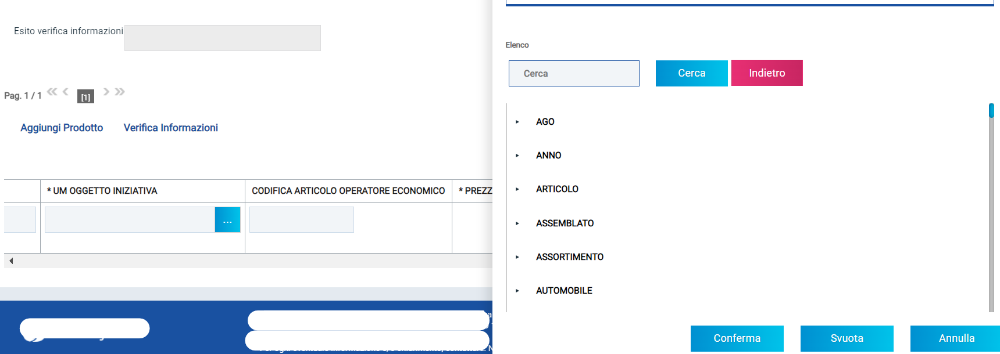 Esito verifica informazioni
Pag. 1 / 1 [1]
Aggiungi Prodotto Verifica Informazioni
* UM OGGETTO INIZIATIVA CODIFICA ARTICOLO OPERATORE ECONOMICO * PREZZ
...
Elenco
Cerca Cerca Indietro
AGO
ANNO
ARTICOLO
ASSEMBLATO
ASSORTIMENTO
AUTOMOBILE
Conferma Svuota Annulla